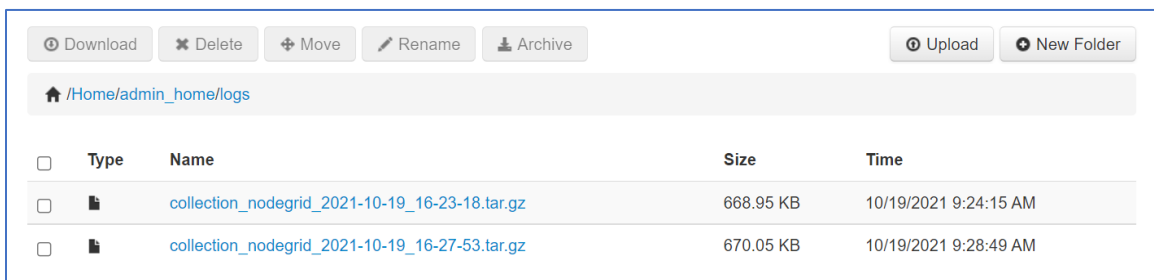 Download Delete Move Rename Archive Upload New Folder
/Home/admin_home/logs
Type Name Size Time
collection_nodegrid_2021-10-19_16-23-18.tar.gz 668.95 KB 10/19/2021 9:24:15 AM
collection_nodegrid_2021-10-19_16-27-53.tar.gz 670.05 KB 10/19/2021 9:28:49 AM